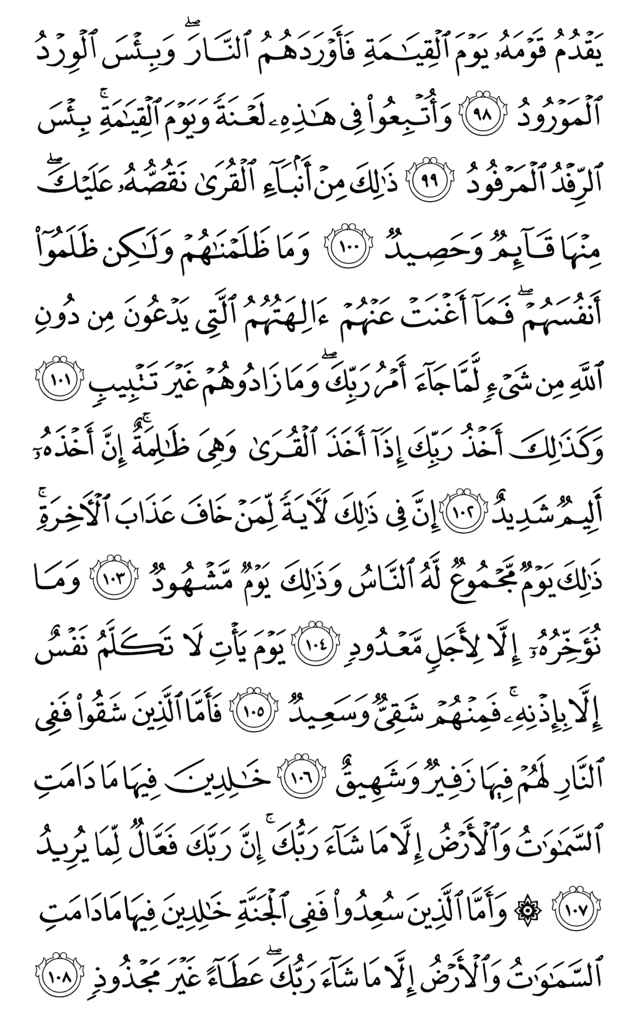 يَقْدُمُ قَوْمَهُۥ يَوْمَ ٱلْقِيَٰمَةِ فَأَوْرَدَهُمُ ٱلنَّارَ ۖ وَبِئْسَ ٱلْوِرْدُ
ٱلْمَوْرُودُ ٩٨ وَأُتْبِعُوا۟ فِى هَٰذِهِۦ لَعْنَةً وَيَوْمَ ٱلْقِيَٰمَةِ ۚ بِئْسَ
ٱلرِّفْدُ ٱلْمَرْفُودُ ٩٩ ذَٰلِكَ مِنْ أَنۢبَآءِ ٱلْقُرَىٰ نَقُصُّهُۥ عَلَيْكَ ۖ
مِنْهَا قَآئِمٌ وَحَصِيدٌ ١٠٠ وَمَا ظَلَمْنَٰهُمْ وَلَٰكِن ظَلَمُوٓا۟
أَنفُسَهُمْ ۖ فَمَآ أَغْنَتْ عَنْهُمْ ءَالِهَتُهُمُ ٱلَّتِى يَدْعُونَ مِن دُونِ
ٱللَّهِ مِن شَىْءٍ لَّمَّا جَآءَ أَمْرُ رَبِّكَ ۖ وَمَا زَادُوهُمْ غَيْرَ تَتْبِيبٍ ١٠١
وَكَذَٰلِكَ أَخْذُ رَبِّكَ إِذَآ أَخَذَ ٱلْقُرَىٰ وَهِىَ ظَٰلِمَةٌ ۚ إِنَّ أَخْذَهُۥٓ
أَلِيمٌ شَدِيدٌ ١٠٢ إِنَّ فِى ذَٰلِكَ لَءَايَةً لِّمَنْ خَافَ عَذَابَ ٱلْءَاخِرَةِ ۚ
ذَٰلِكَ يَوْمٌ مَّجْمُوعٌ لَّهُ ٱلنَّاسُ وَذَٰلِكَ يَوْمٌ مَّشْهُودٌ ١٠٣ وَمَا
نُؤَخِّرُهُۥٓ إِلَّا لِأَجَلٍ مَّعْدُودٍ ١٠٤ يَوْمَ يَأْتِ لَا تَكَلَّمُ نَفْسٌ
إِلَّا بِإِذْنِهِۦ ۚ فَمِنْهُمْ شَقِىٌّ وَسَعِيدٌ ١٠٥ فَأَمَّا ٱلَّذِينَ شَقُوا۟ فَفِى
ٱلنَّارِ لَهُمْ فِيهَا زَفِيرٌ وَشَهِيقٌ ١٠٦ خَٰلِدِينَ فِيهَا مَا دَامَتِ
ٱلسَّمَٰوَٰتُ وَٱلْأَرْضُ إِلَّا مَا شَآءَ رَبُّكَ ۚ إِنَّ رَبَّكَ فَعَّالٌ لِّمَا يُرِيدُ
١٠٧ ۞ وَأَمَّا ٱلَّذِينَ سُعِدُوا۟ فَفِى ٱلْجَنَّةِ خَٰلِدِينَ فِيهَا مَا دَامَتِ
ٱلسَّمَٰوَٰتُ وَٱلْأَرْضُ إِلَّا مَا شَآءَ رَبُّكَ ۖ عَطَآءً غَيْرَ مَجْذُوذٍ ١٠٨